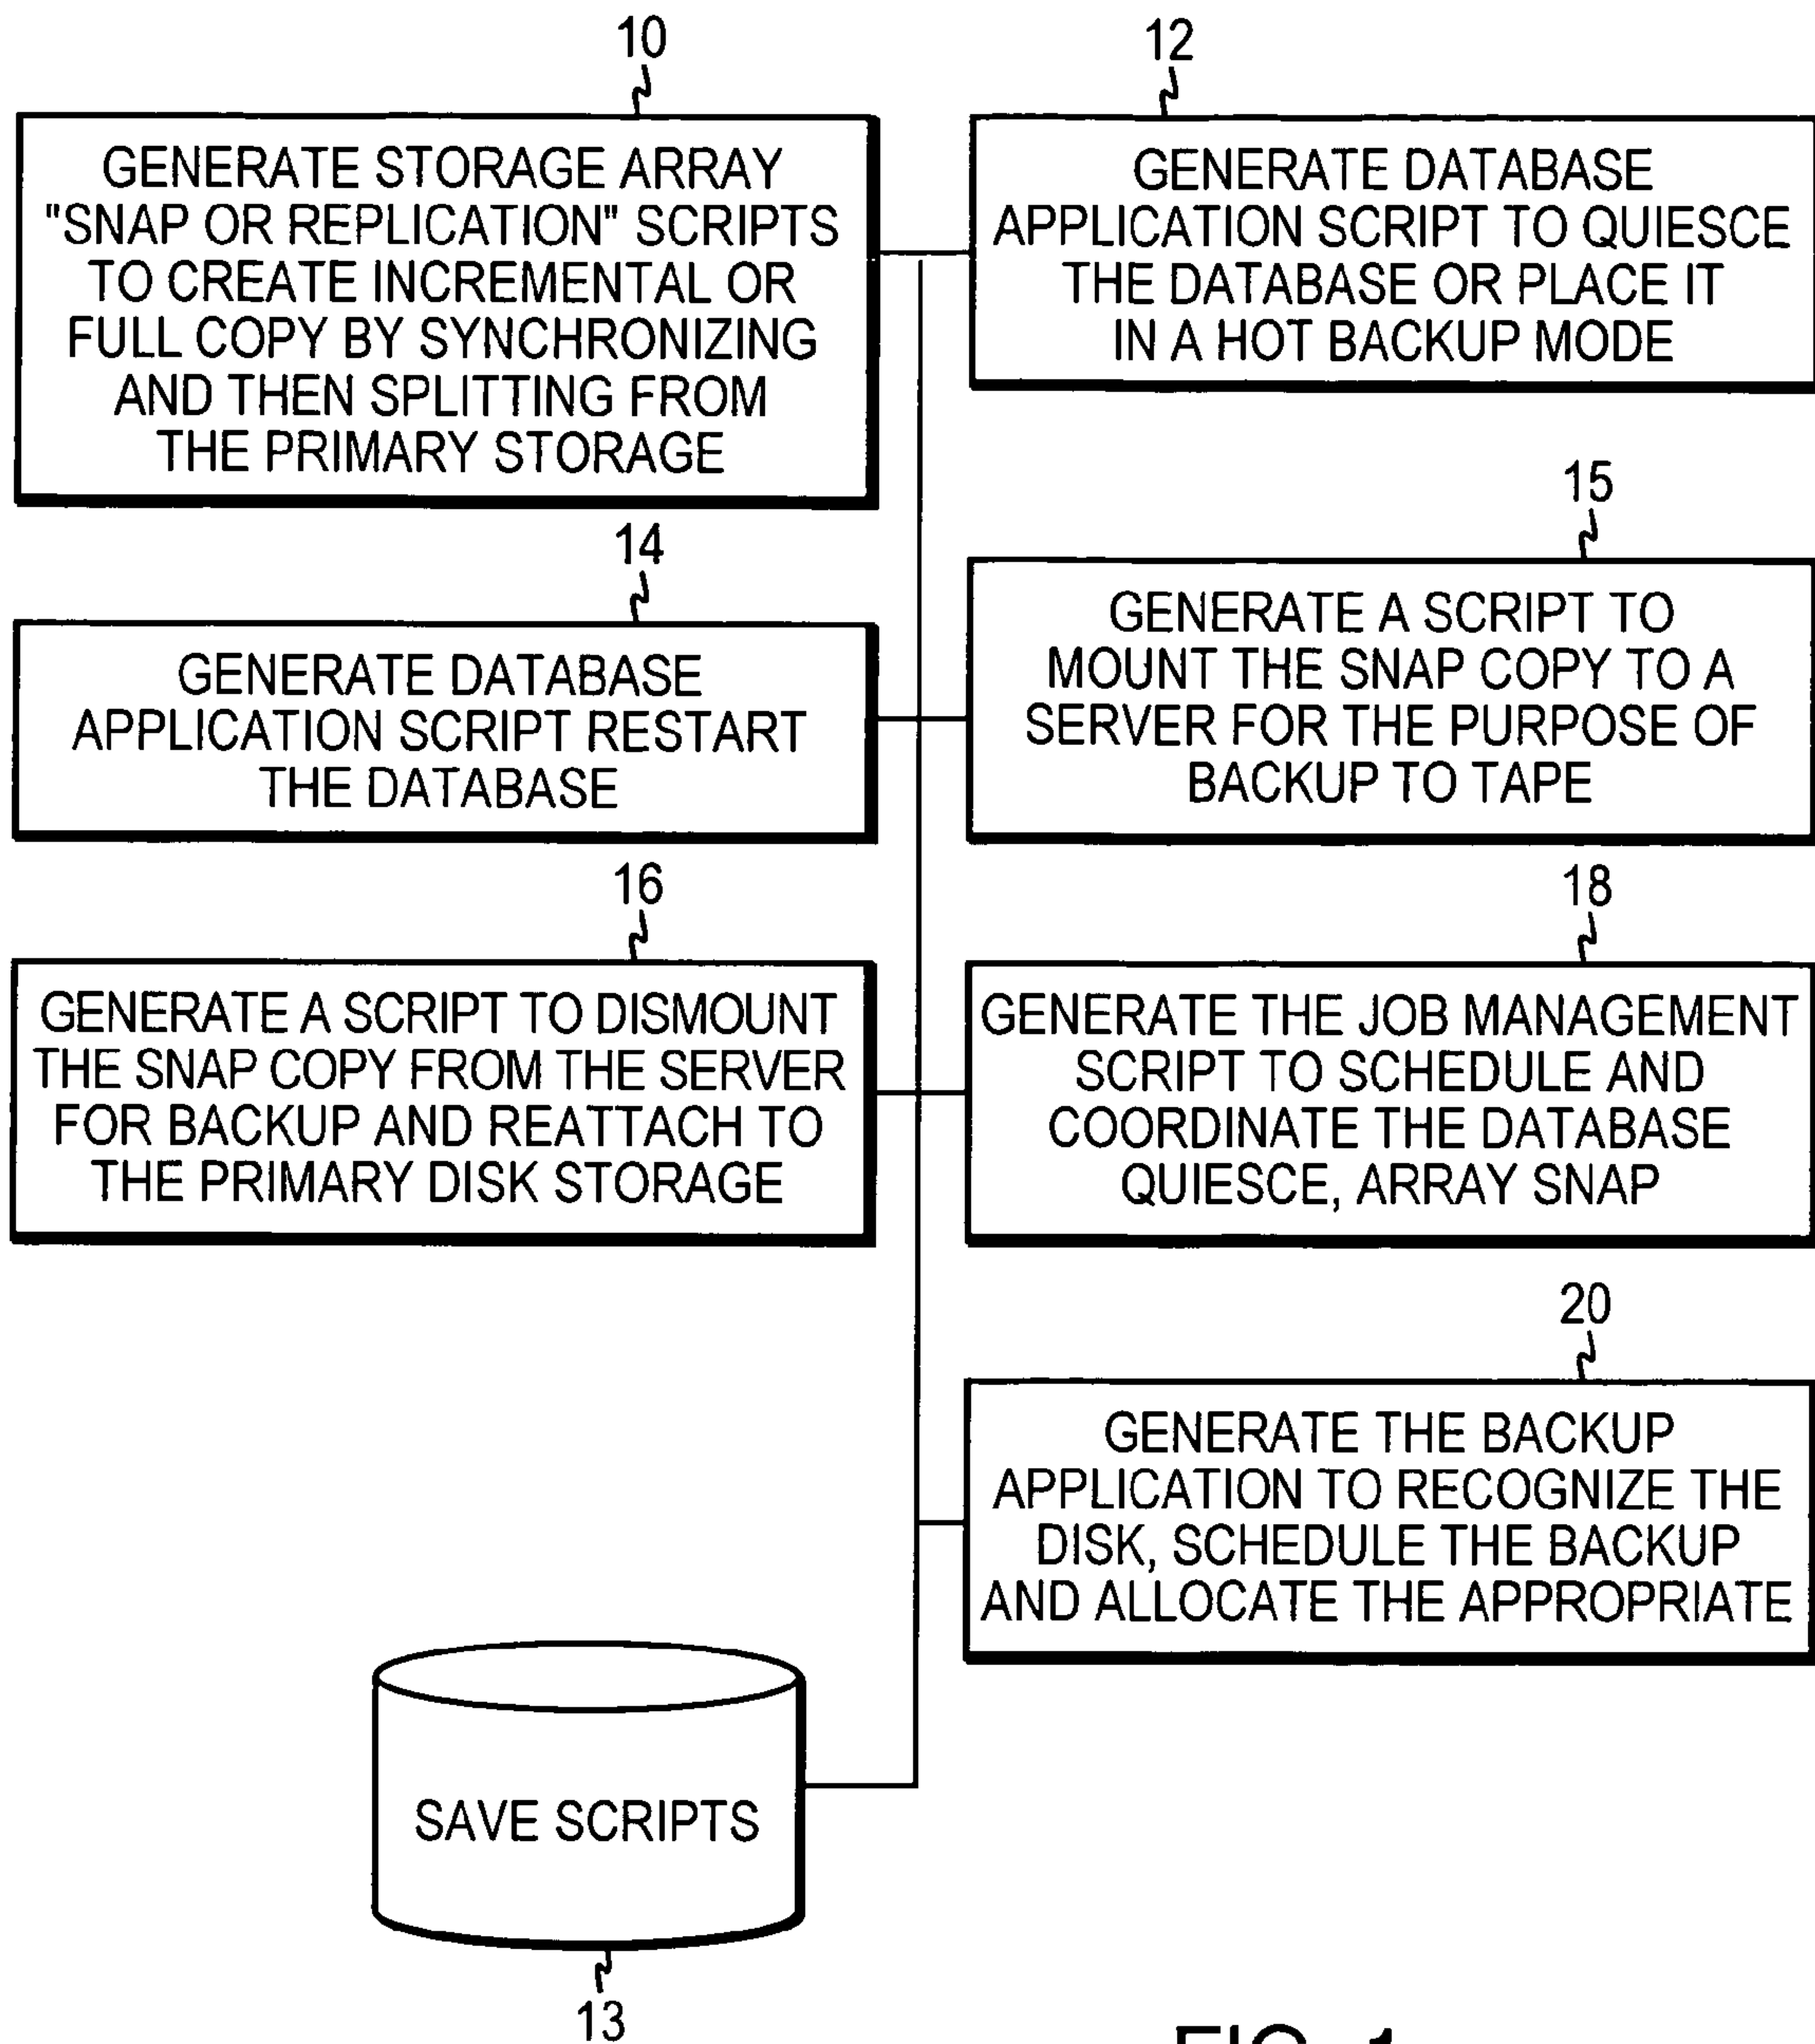 10
GENERATE STORAGE ARRAY
"SNAP OR REPLICATION" SCRIPTS
TO CREATE INCREMENTAL OR
FULL COPY BY SYNCHRONIZING
AND THEN SPLITTING FROM
THE PRIMARY STORAGE
12
GENERATE DATABASE
APPLICATION SCRIPT TO QUIESCE
THE DATABASE OR PLACE IT
IN A HOT BACKUP MODE
14
GENERATE DATABASE
APPLICATION SCRIPT RESTART
THE DATABASE
15
GENERATE A SCRIPT TO
MOUNT THE SNAP COPY TO A
SERVER FOR THE PURPOSE OF
BACKUP TO TAPE
16
GENERATE A SCRIPT TO DISMOUNT
THE SNAP COPY FROM THE SERVER
FOR BACKUP AND REATTACH TO
THE PRIMARY DISK STORAGE
18
GENERATE THE JOB MANAGEMENT
SCRIPT TO SCHEDULE AND
COORDINATE THE DATABASE
QUIESCE, ARRAY SNAP
20
GENERATE THE BACKUP
APPLICATION TO RECOGNIZE THE
DISK, SCHEDULE THE BACKUP
AND ALLOCATE THE APPROPRIATE
SAVE SCRIPTS
13
FIG. 1